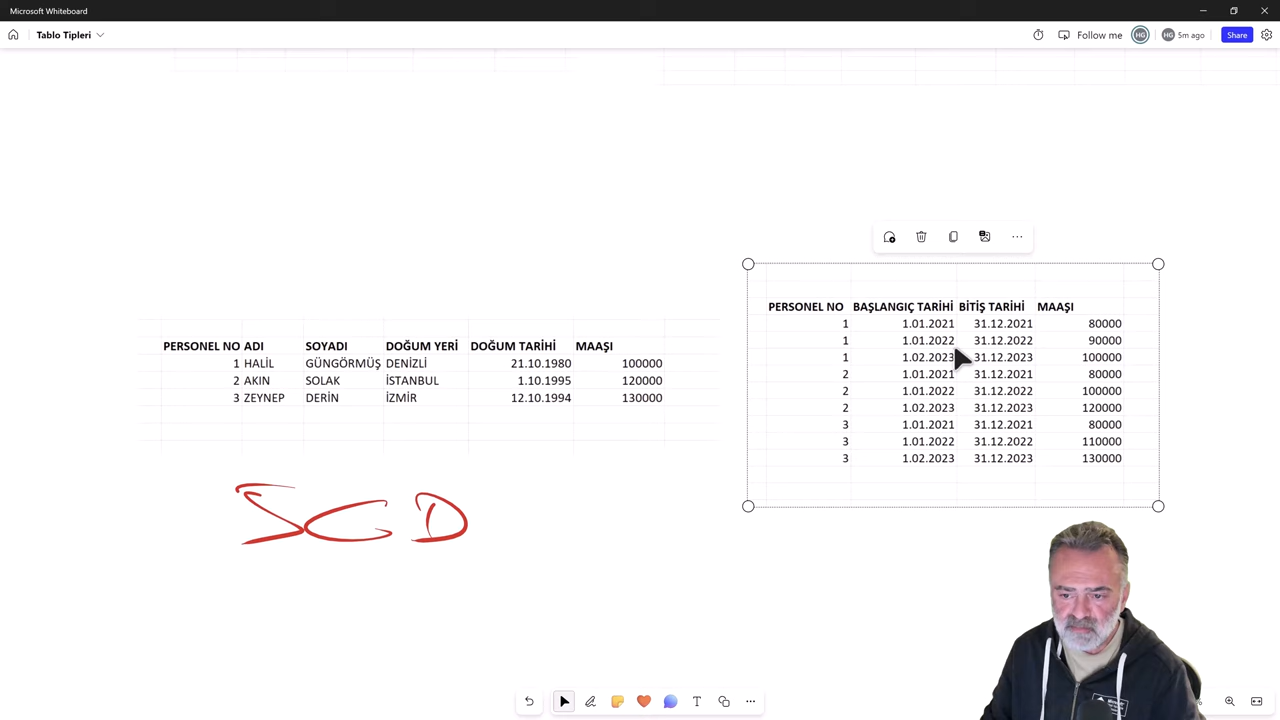 Microsoft Whiteboard
Tablo Tipleri
Follow me HG HG 5m ago Share
PERSONEL NO ADI SOYADI DOĞUM YERİ DOĞUM TARİHİ MAAŞI
1 HALİL GÜNGÖRMÜŞ DENİZLİ 21.10.1980 100000
2 AKIN SOLAK İSTANBUL 1.10.1995 120000
3 ZEYNEP DERİN İZMİR 12.10.1994 130000
SCD
PERSONEL NO BAŞLANGIÇ TARİHİ BİTİŞ TARİHİ MAAŞI
1 1.01.2021 31.12.2021 80000
1 1.01.2022 31.12.2022 90000
1 1.02.2023 31.12.2023 100000
2 1.01.2021 31.12.2021 80000
2 1.01.2022 31.12.2022 100000
2 1.02.2023 31.12.2023 120000
3 1.01.2021 31.12.2021 80000
3 1.01.2022 31.12.2022 110000
3 1.02.2023 31.12.2023 130000
T